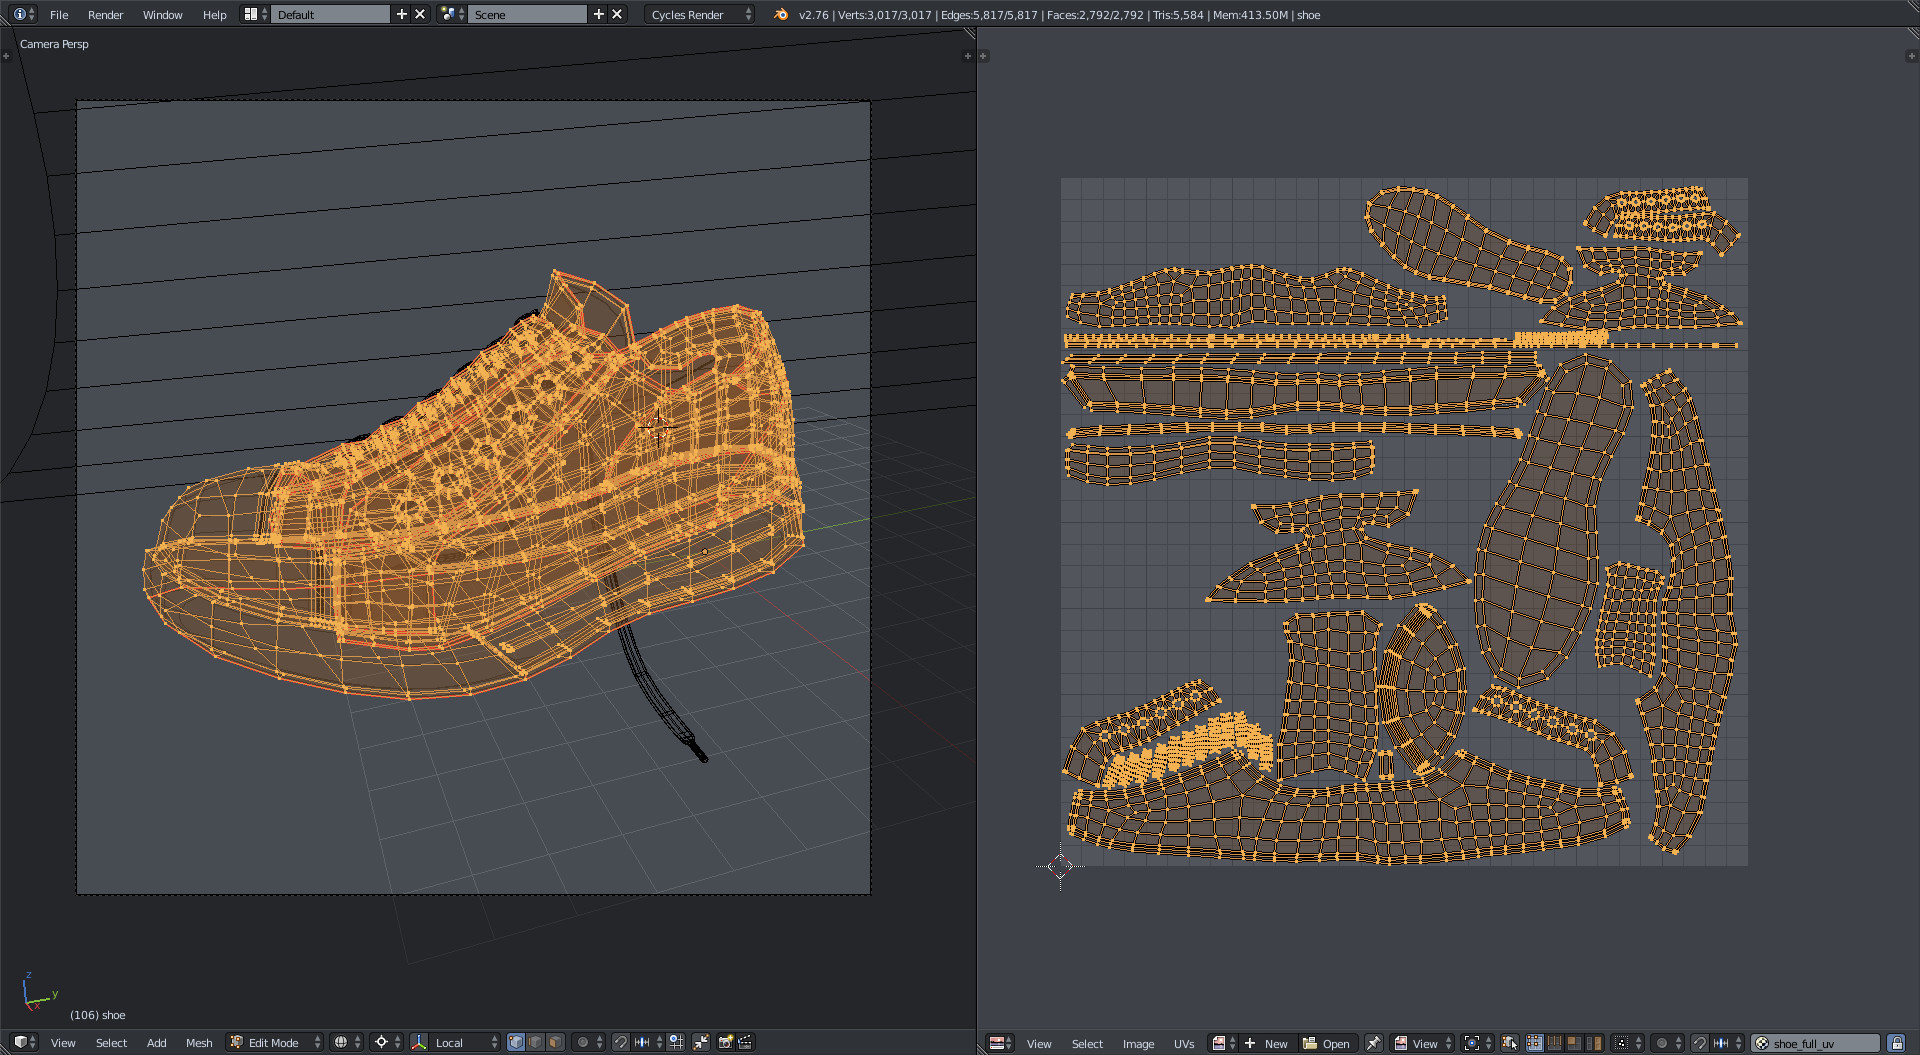 File Render Window Help Default Scene Cycles Render v2.76 | Verts:3,017/3,017 | Edges:5,817/5,817 | Faces:2,792/2,792 | Tris:5,584 | Mem:413.50M | shoe
Camera Persp
z
y
x
(106) shoe
View Select Add Mesh Edit Mode Local
View Select Image UVs New Open View shoe_full_uv